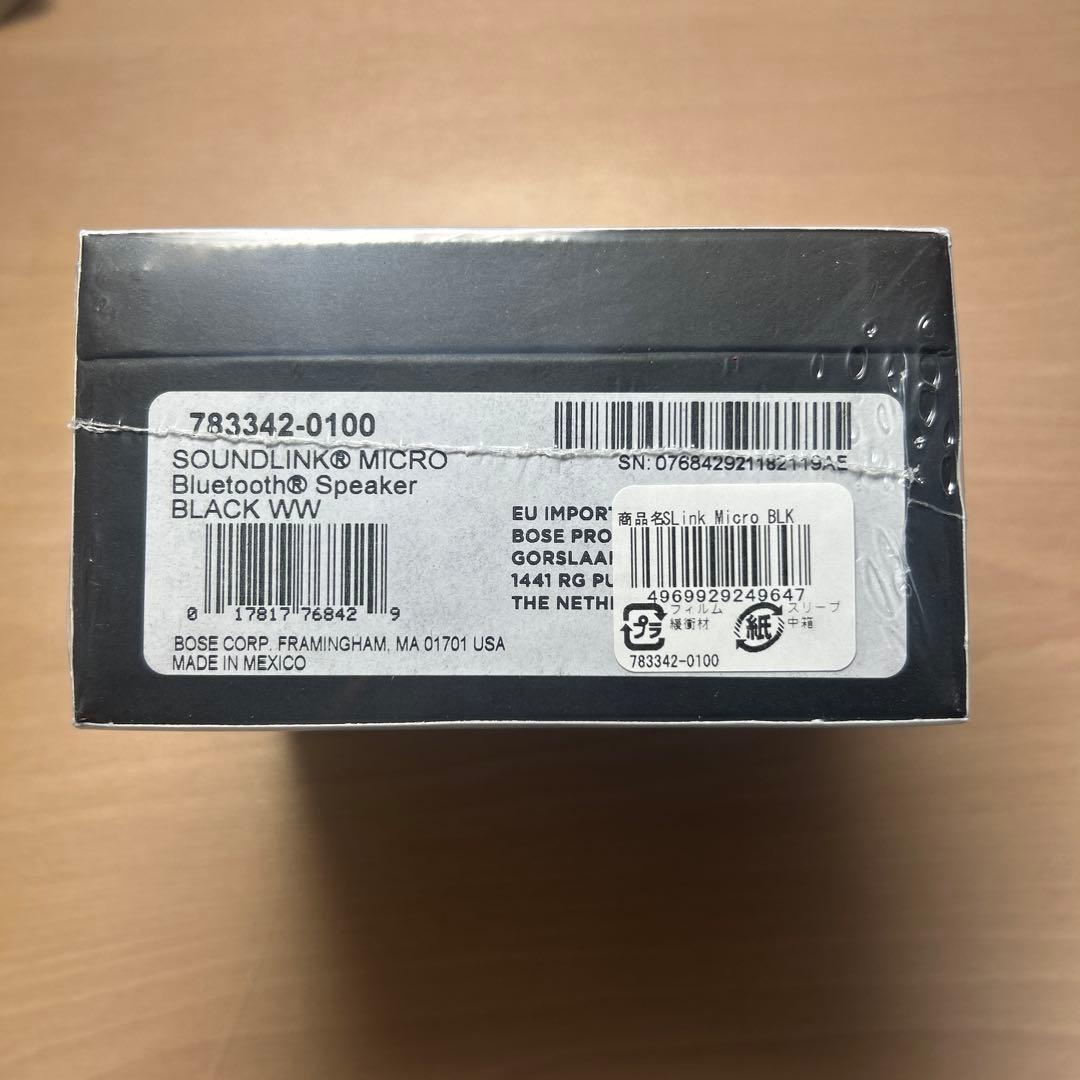 783342-0100
SOUNDLINK® MICRO
Bluetooth® Speaker
BLACK WW
0 17817 76842 9
BOSE CORP. FRAMINGHAM, MA 01701 USA
MADE IN MEXICO
SN: 076842921182119AE
EU IMPORT
BOSE PRO
GORSLAA
1441 RG PU
THE NETH
商品名SLink Micro BLK
4969929249647
プラ
フィルム
緩衝材
紙
スリーブ
中箱
783342-0100